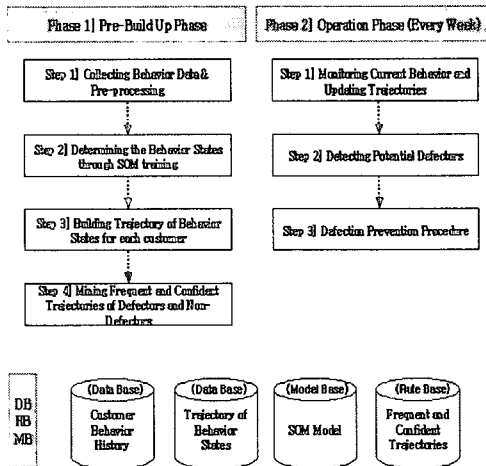 Phase 1] Pre-Build Up Phase
Phase 2] Operation Phase (Every Week)
Step 1] Collecting Behavior Data &
Pre-processing
Step 2] Determining the Behavior States
through SOM training
Step 3] Building Trajectory of Behavior
States for each customer
Step 4] Mining Frequent and Confident
Trajectories of Defectors and Non-
Defectors
Step 1] Monitoring Current Behavior and
Updating Trajectories
Step 2] Detecting Potential Defectors
Step 3] Defection Prevention Procedure
DB
RB
MB
(Data Base)
Customer
Behavior
History
(Data Base)
Trajectory of
Behavior
States
(Model Base)
SOM Model
(Rule Base)
Frequent and
Confident
Trajectories